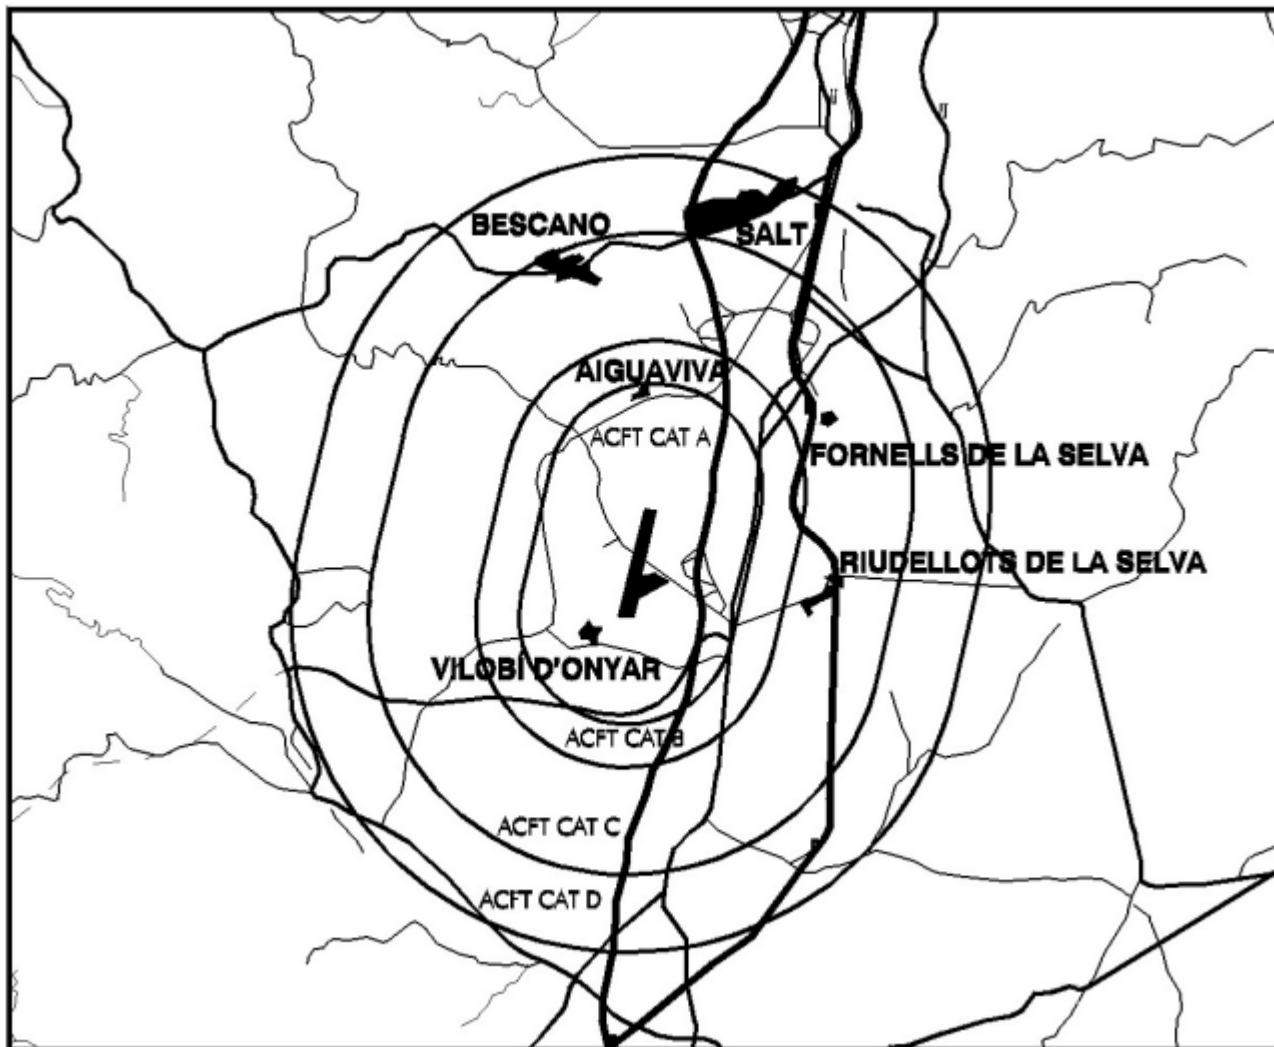 BESCANO
SALT
AIGUAVIVA
ACFT CAT A
FORNELLS DE LA SELVA
RIUDELLOTS DE LA SELVA
VILOBÍ D'ONYAR
ACFT CAT B
ACFT CAT C
ACFT CAT D